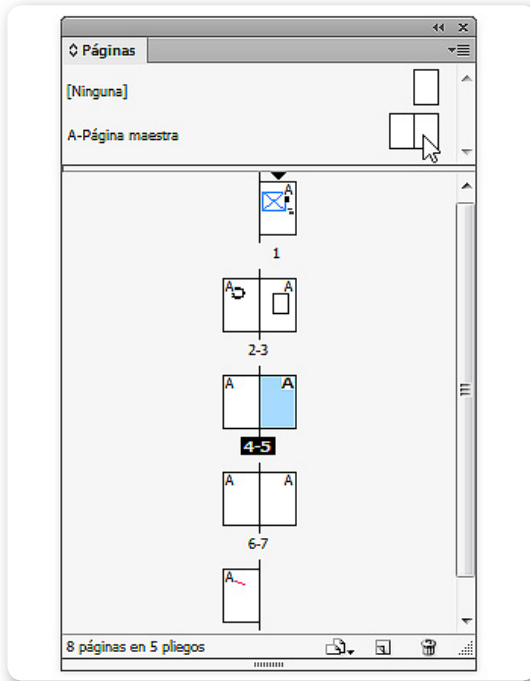 Páginas
[Ninguna]
A-Página maestra
A
1
A A
2-3
A A
4-5
A A
6-7
A
8 páginas en 5 pliegos